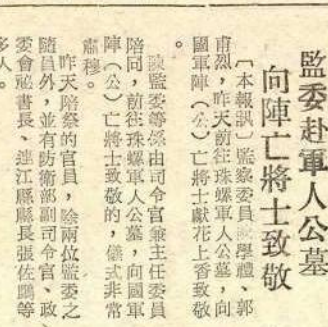 監委赴軍人公墓
向陣亡將士致敬
〔本報訊〕監察委員學禮、郭
甫烈，昨天前往珠螺軍人公墓，向
國軍陣（公）亡將士獻花上香致敬
。
監委等係由司令官兼主任委員
陪同，前往珠螺軍人公墓，向國軍
陣（公）亡將士致敬的，儀式非常
肅穆。
昨天陪祭的官員，除兩位監委之
隨員外，並有防衛部副司令官、政
委會祕書長、連江縣縣長張佐鵬等
多人。